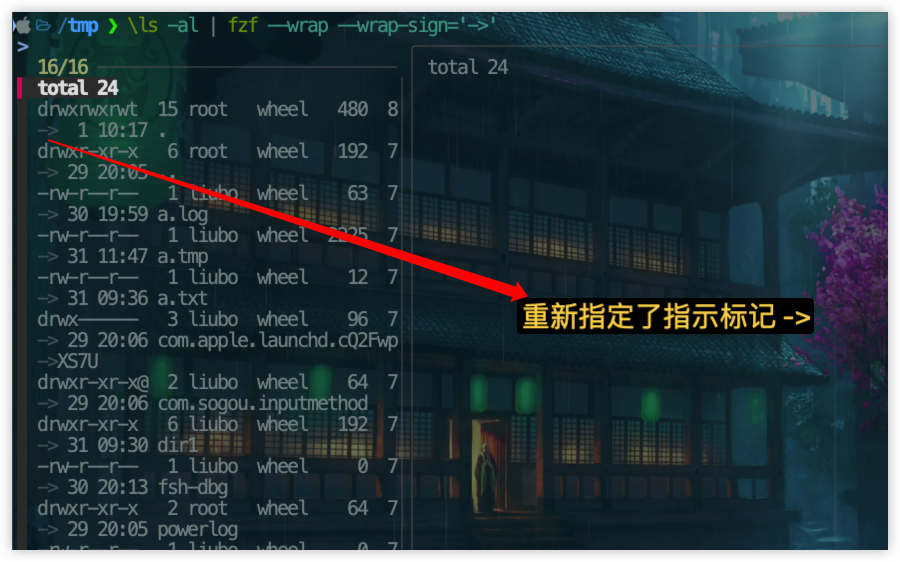 /tmp ❯ \ls -al | fzf --wrap --wrap-sign='->'
>
16/16
total 24
total 24
drwxrwxrwt 15 root wheel 480 8
-> 1 10:17 .
drwxr-xr-x 6 root wheel 192 7
-> 29 20:05 ..
-rw-r--r-- 1 liubo wheel 63 7
-> 30 19:59 a.log
-rw-r--r-- 1 liubo wheel 2225 7
-> 31 11:47 a.tmp
-rw-r--r-- 1 liubo wheel 12 7
-> 31 09:36 a.txt
drwx------ 3 liubo wheel 96 7
-> 29 20:06 com.apple.launchd.cQ2Fwp
->XS7U
drwxr-xr-x@ 2 liubo wheel 64 7
-> 29 20:06 com.sogou.inputmethod
drwxr-xr-x 6 liubo wheel 192 7
-> 31 09:30 dir1
-rw-r--r-- 1 liubo wheel 0 7
-> 30 20:13 fsh-dbg
drwxr-xr-x 2 root wheel 64 7
-> 29 20:05 powerlog
-rw-r--r-- 1 liubo wheel 0 7
重新指定了指示标记 ->